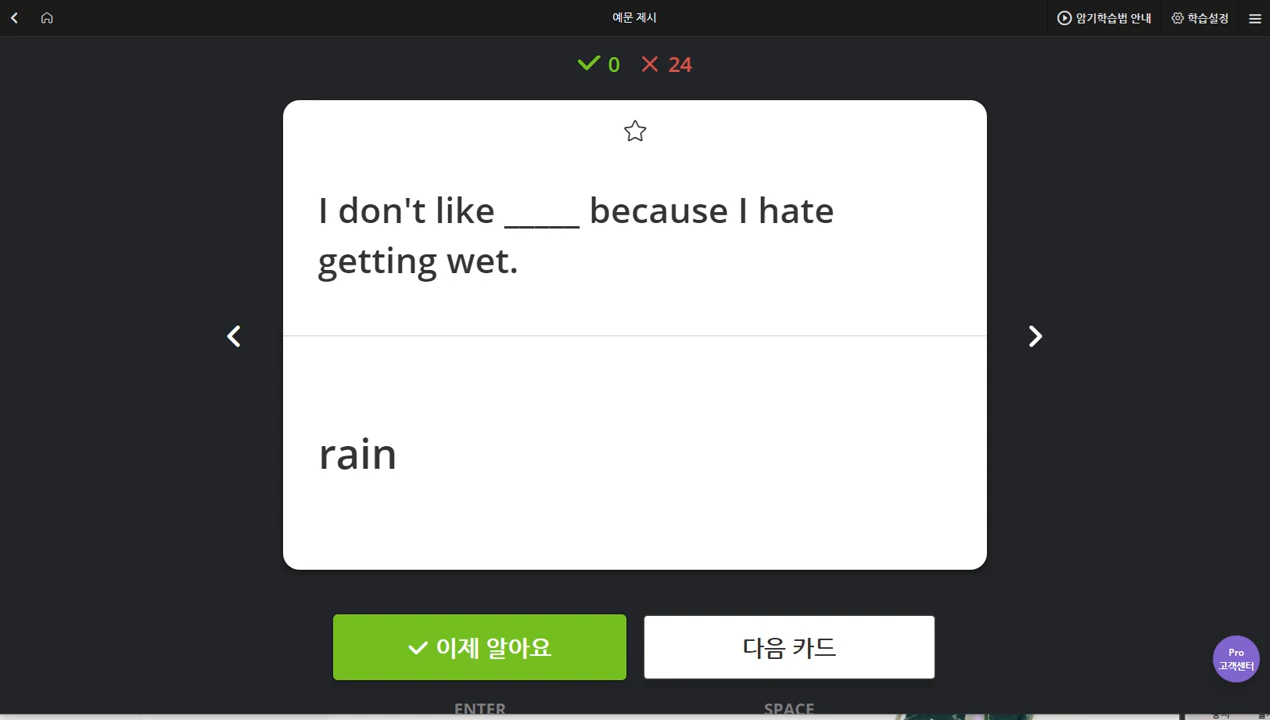 예문 제시
암기학습법 안내
학습설정
0
24
I don't like _____ because I hate
getting wet.
rain
이제 알아요
다음 카드
Pro
고객센터
ENTER
SPACE